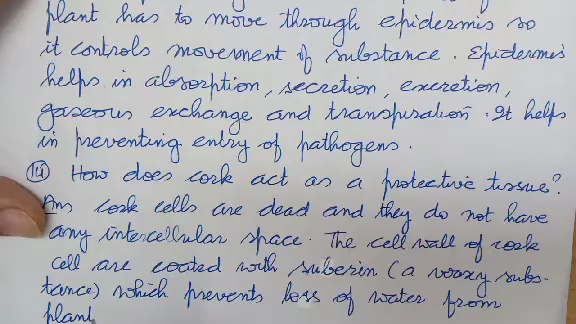 plant has to move through epidermis so
it controls movement of substance. Epidermis
helps in absorption, secretion, excretion,
gaseous exchange and transpiration. It helps
in preventing entry of pathogens.
14 How does cork act as a protective tissue?
Ans Cork cells are dead and they do not have
any intercellular space. The cell wall of cork
cell are coated with suberin (a waxy subs-
tance) which prevents loss of water from
plant